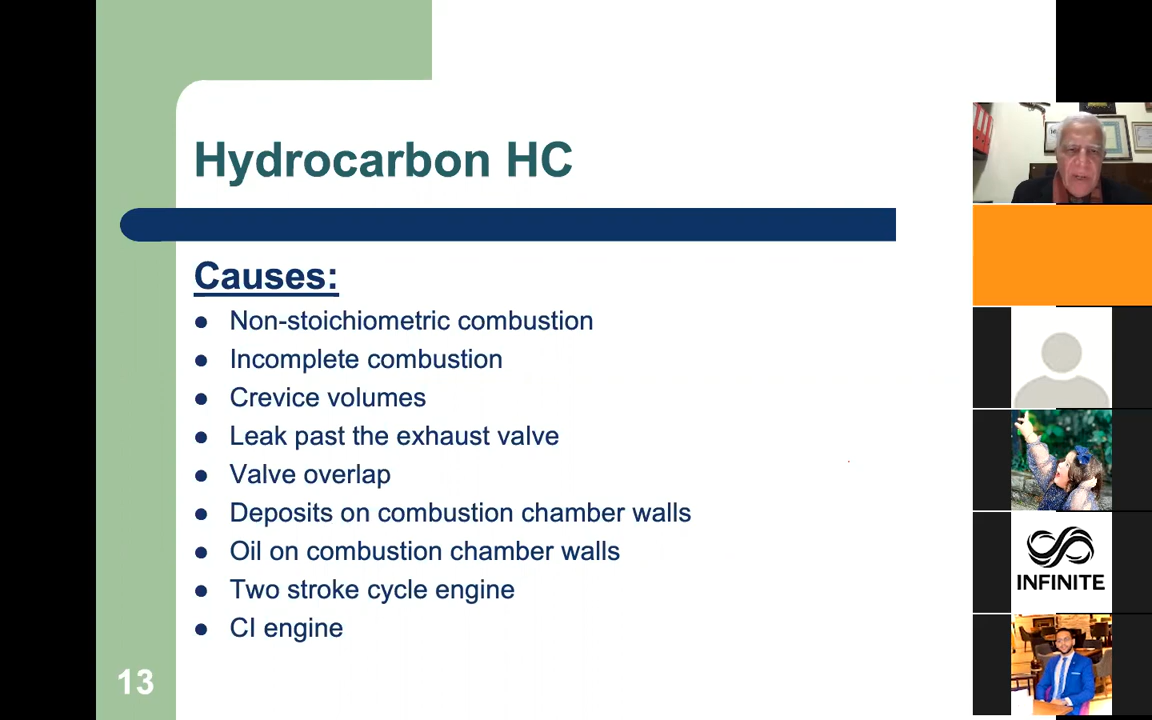 Hydrocarbon HC
Causes:
Non-stoichiometric combustion
Incomplete combustion
Crevice volumes
Leak past the exhaust valve
Valve overlap
Deposits on combustion chamber walls
Oil on combustion chamber walls
Two stroke cycle engine
CI engine
13
INFINITE